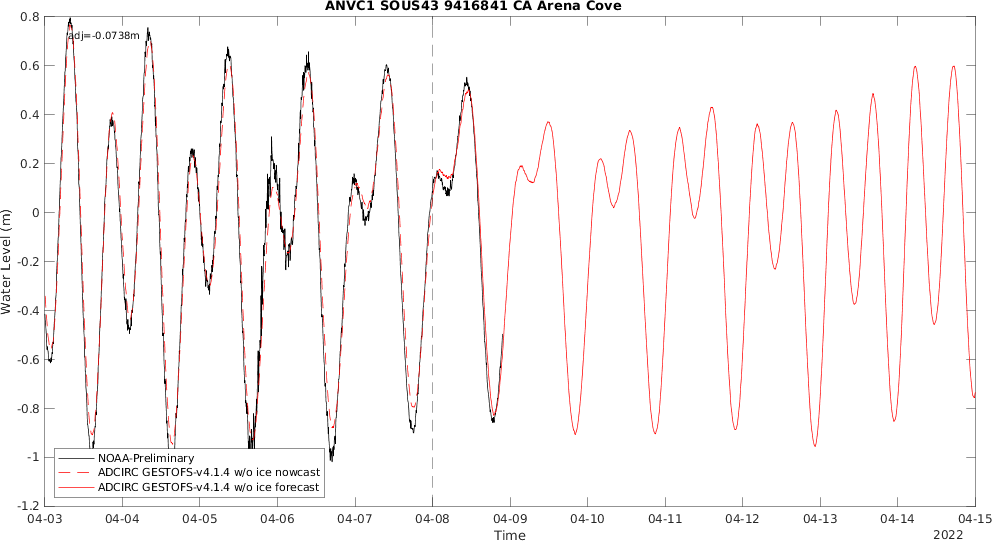 ANVC1 SOUS43 9416841 CA Arena Cove
adj=-0.0738m
Water Level (m)
0.8
0.6
0.4
0.2
0
-0.2
-0.4
-0.6
-0.8
-1
-1.2
NOAA-Preliminary
ADCIRC GESTOFS-v4.1.4 w/o ice nowcast
ADCIRC GESTOFS-v4.1.4 w/o ice forecast
04-03 04-04 04-05 04-06 04-07 04-08 04-09 04-10 04-11 04-12 04-13 04-14 04-15
Time
2022